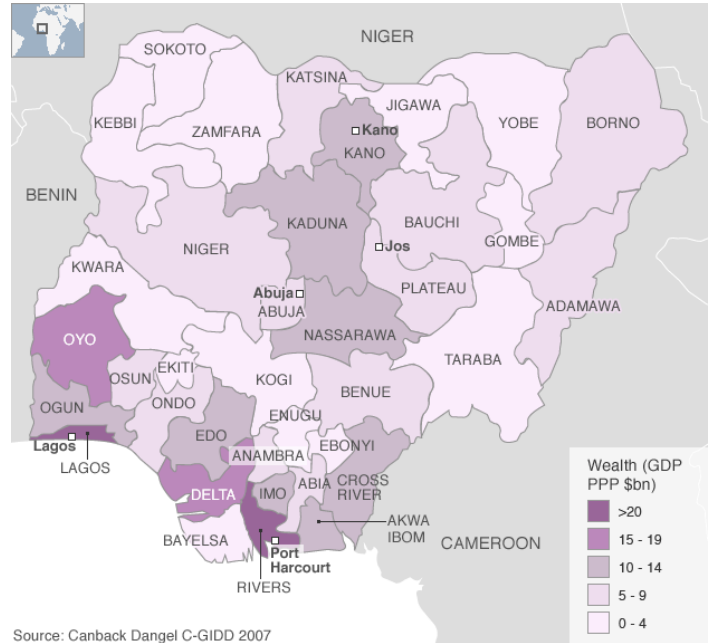 NIGER
SOKOTO
KATSINA
JIGAWA
KEBBI
ZAMFARA
Kano
KANO
YOBE
BORNO
BENIN
KADUNA
BAUCHI
NIGER
Jos
GOMBE
KWARA
Abuja
ABUJA
PLATEAU
ADAMAWA
NASSARAWA
OYO
TARABA
EKITI
OSUN
KOGI
BENUE
OGUN
ONDO
ENUGU
EDO
EBONYI
Lagos
LAGOS
ANAMBRA
ABIA
CROSS
RIVER
DELTA
IMO
AKWA
IBOM
BAYELSA
CAMEROON
Port
Harcourt
RIVERS
Wealth (GDP
PPP $bn)
>20
15 - 19
10 - 14
5 - 9
0 - 4
Source: Canback Dangel C-GIDD 2007